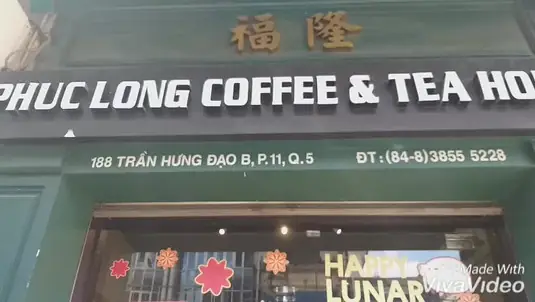 福隆
PHUC LONG COFFEE & TEA HO
188 TRẦN HƯNG ĐẠO B, P.11, Q.5 ĐT: (84-8)3855 5228
HAPPY
LUNAR
Made With
VivaVideo